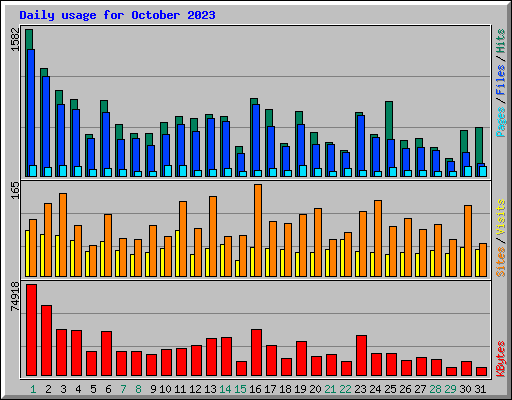 Daily usage for October 2023
1582
Pages / Files / Hits
165
Sites / Visits
74918
KBytes
1 2 3 4 5 6 7 8 9 10 11 12 13 14 15 16 17 18 19 20 21 22 23 24 25 26 27 28 29 30 31